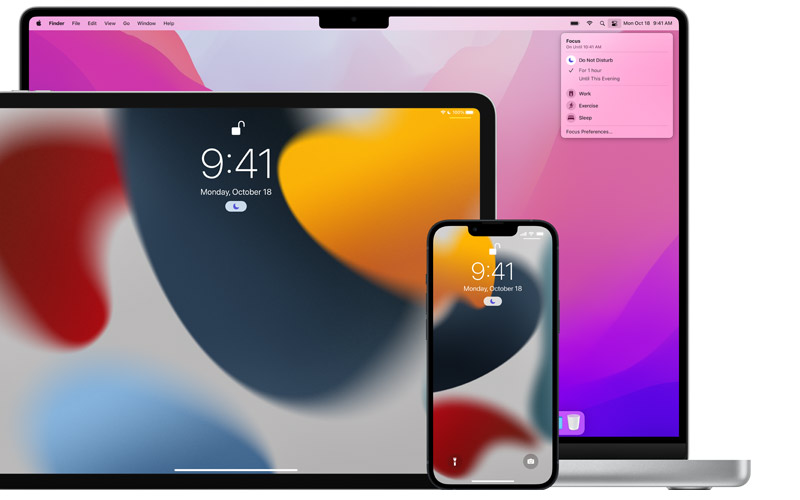 Finder File Edit View Go Window Help
Mon Oct 18 9:41 AM
Focus
On Until 10:41 AM
Do Not Disturb
For 1 hour
Until This Evening
Work
Exercise
Sleep
Focus Preferences...
100%
9:41
Monday, October 18
9:41
Monday, October 18